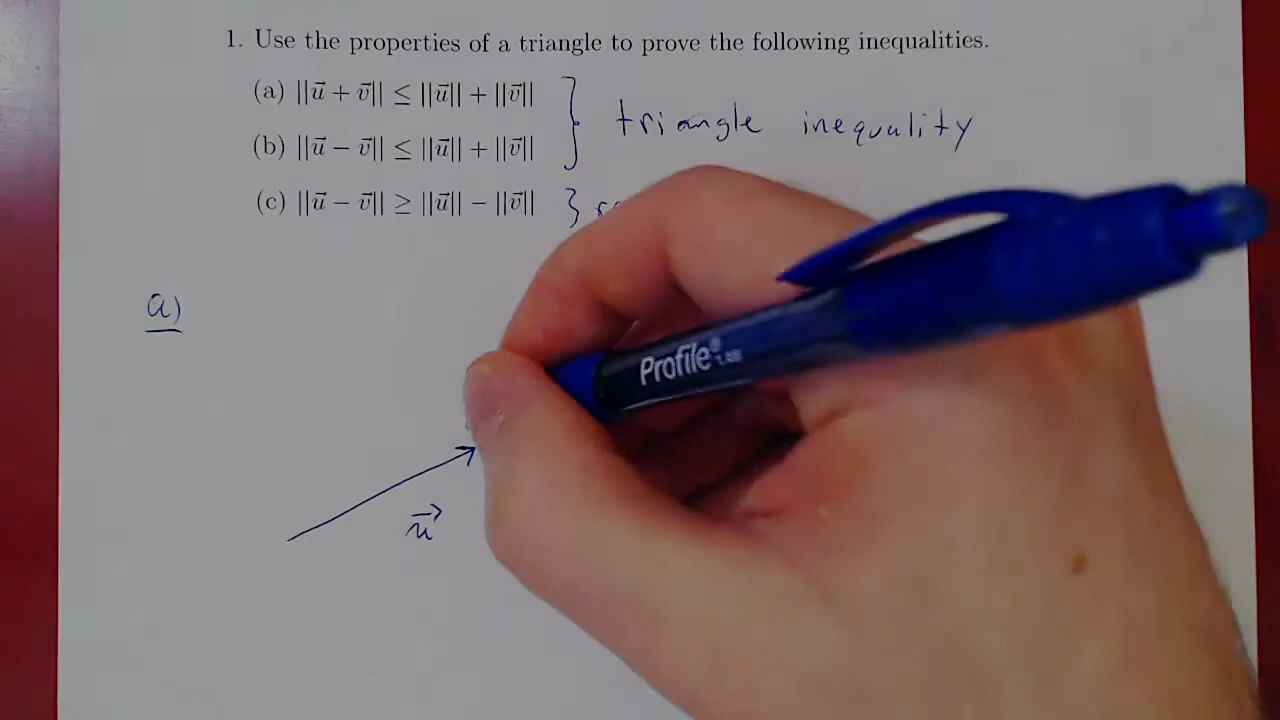 1. Use the properties of a triangle to prove the following inequalities.
(a) ||u⃗ + v⃗|| ≤ ||u⃗|| + ||v⃗||
(b) ||u⃗ − v⃗|| ≤ ||u⃗|| + ||v⃗|| } triangle inequality
(c) ||u⃗ − v⃗|| ≥ ||u⃗|| − ||v⃗|| }
a)
Profile®
u⃗